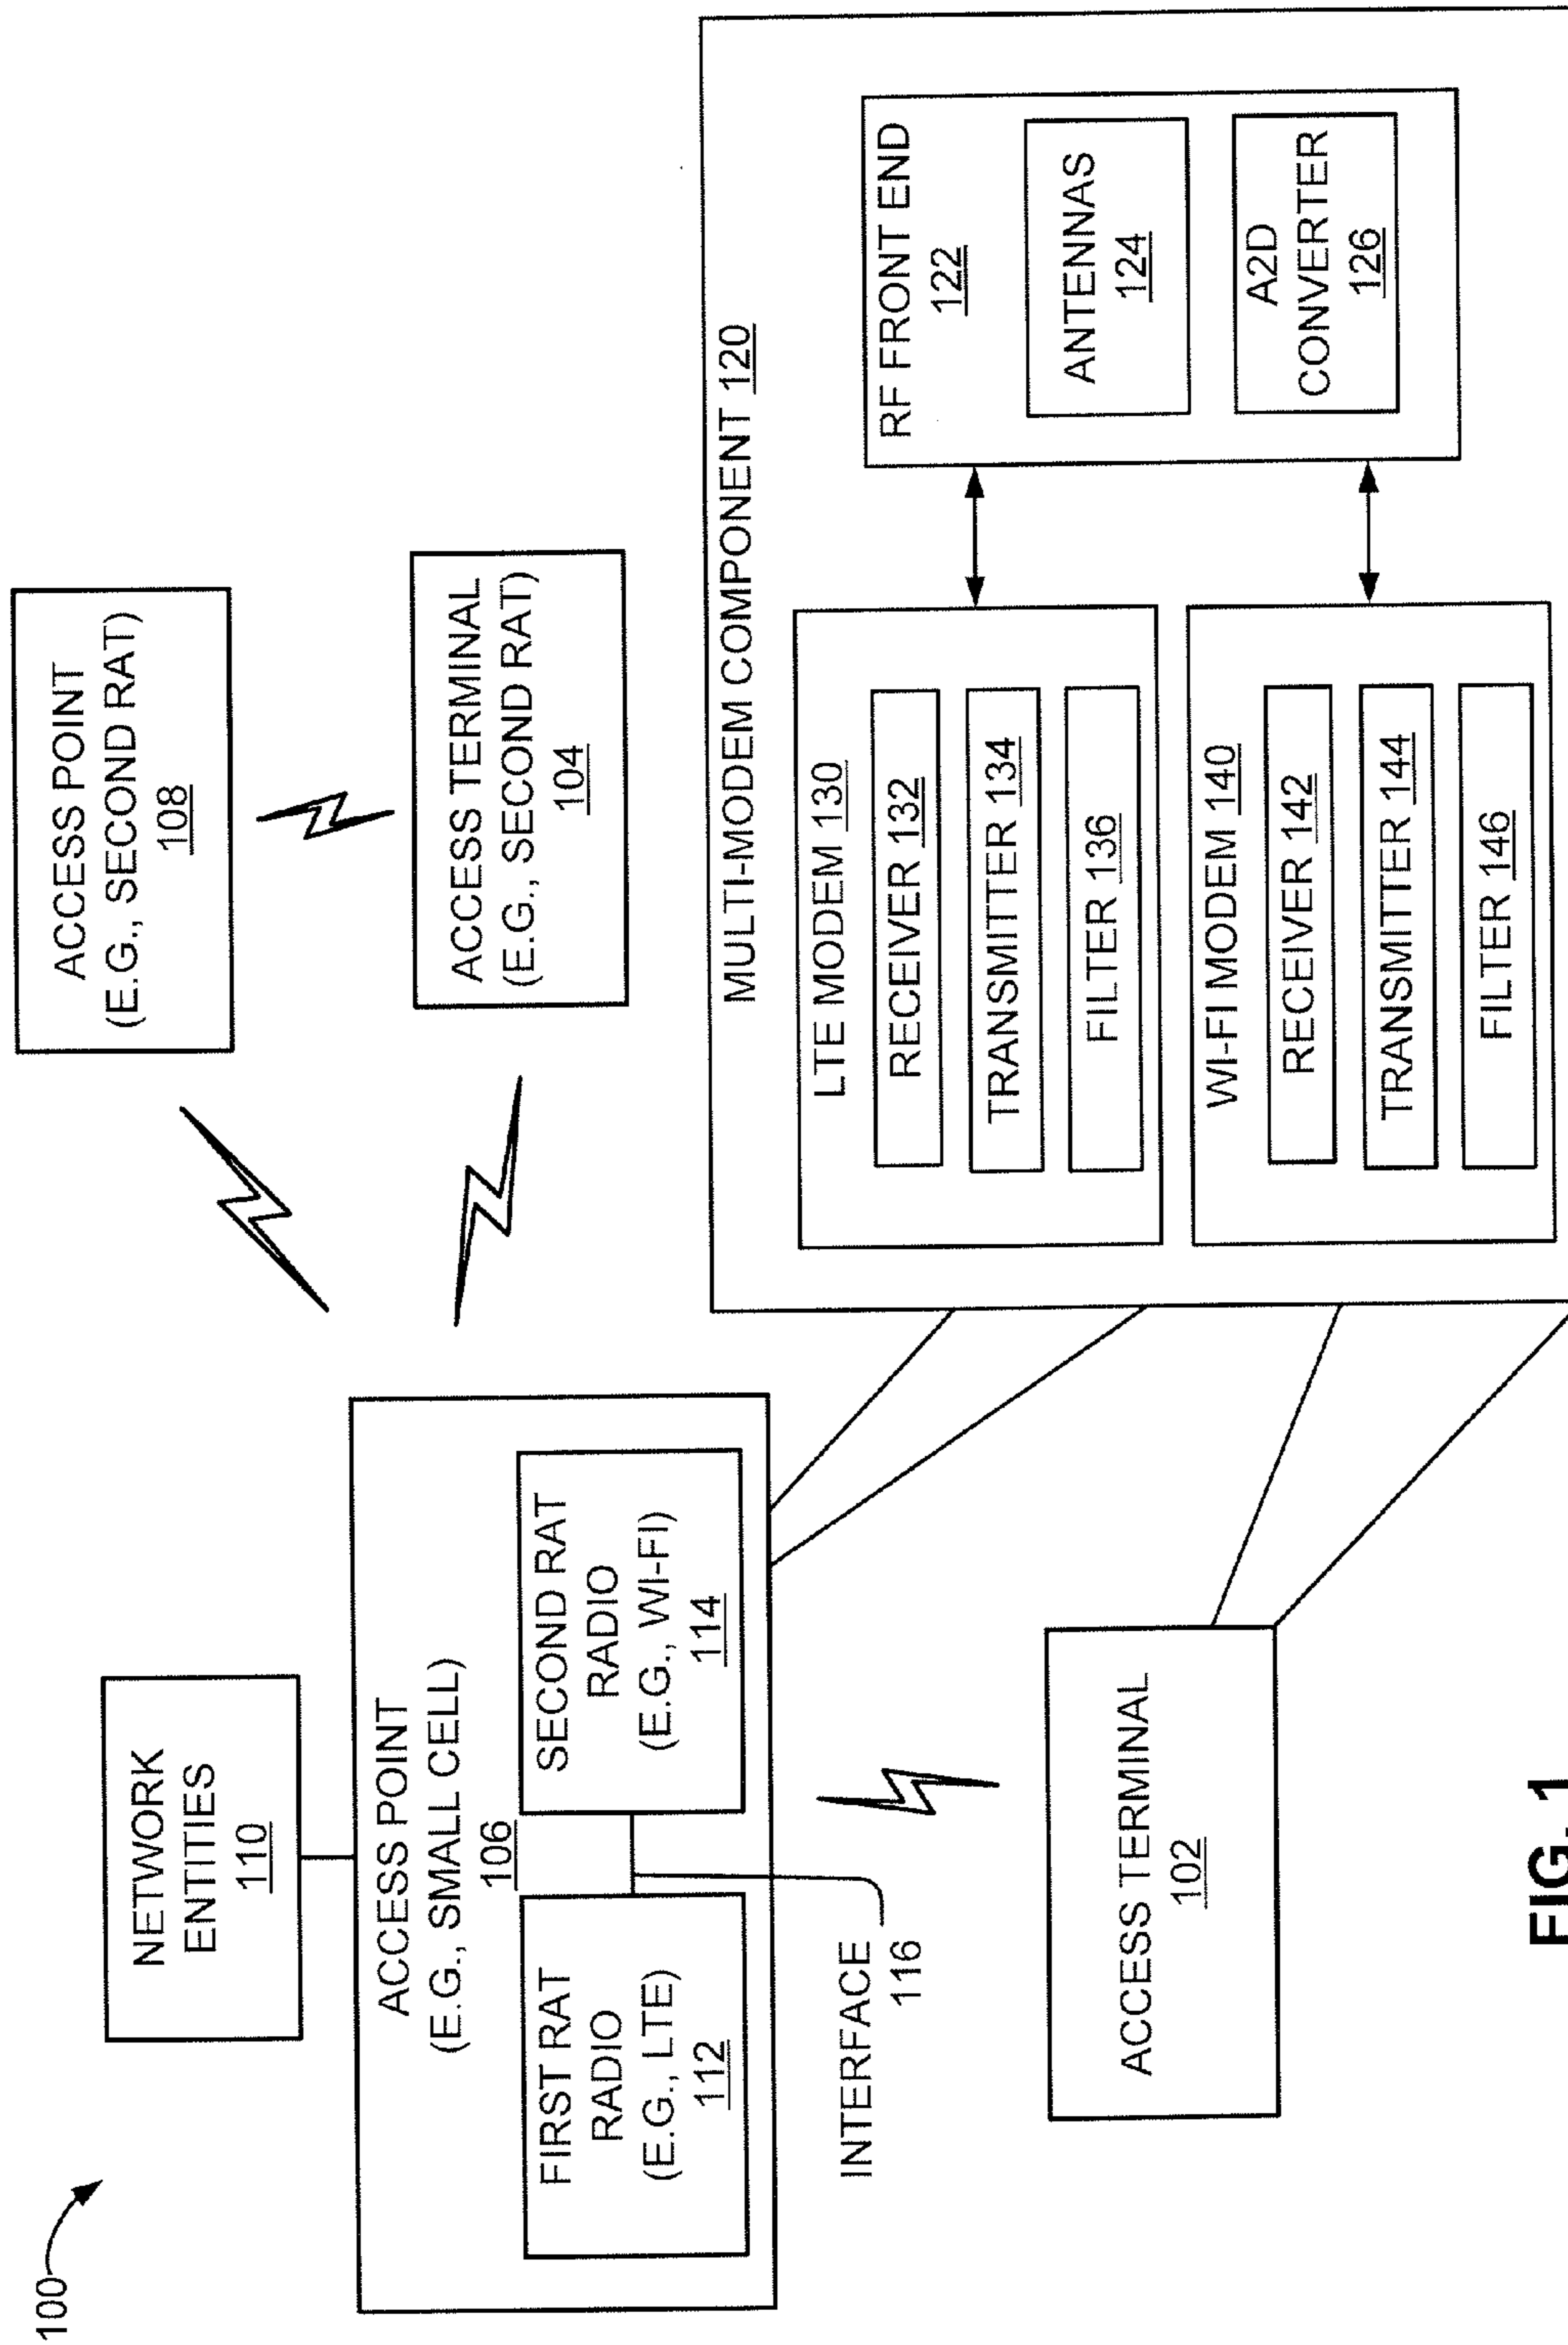 100
NETWORK
ENTITIES
110
ACCESS POINT
(E.G., SMALL CELL)
106
FIRST RAT
RADIO
(E.G., LTE)
112
SECOND RAT
RADIO
(E.G., WI-FI)
114
INTERFACE
116
ACCESS TERMINAL
102
ACCESS POINT
(E.G., SECOND RAT)
108
ACCESS TERMINAL
(E.G., SECOND RAT)
104
MULTI-MODEM COMPONENT 120
LTE MODEM 130
RECEIVER 132
TRANSMITTER 134
FILTER 136
WI-FI MODEM 140
RECEIVER 142
TRANSMITTER 144
FILTER 146
RF FRONT END
122
ANTENNAS
124
A2D
CONVERTER
126
FIG. 1